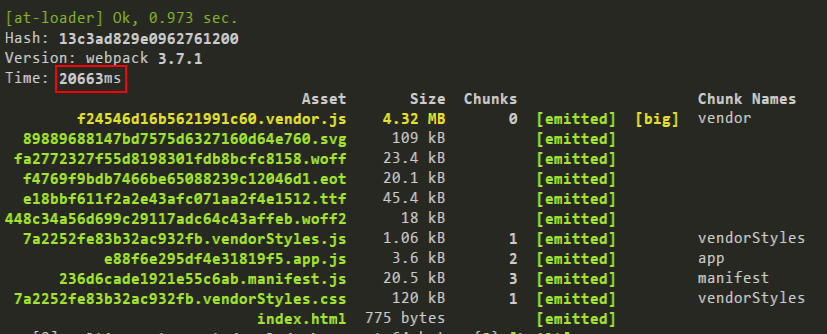 [at-loader] Ok, 0.973 sec.
Hash: 13c3ad829e0962761200
Version: webpack 3.7.1
Time: 20663ms
Asset Size Chunks Chunk Names
f24546d16b5621991c60.vendor.js 4.32 MB 0 [emitted] [big] vendor
89889688147bd7575d6327160d64e760.svg 109 kB [emitted]
fa2772327f55d8198301fdb8bcfc8158.woff 23.4 kB [emitted]
f4769f9bdb7466be65088239c12046d1.eot 20.1 kB [emitted]
e18bbf611f2a2e43afc071aa2f4e1512.ttf 45.4 kB [emitted]
448c34a56d699c29117adc64c43affeb.woff2 18 kB [emitted]
7a2252fe83b32ac932fb.vendorStyles.js 1.06 kB 1 [emitted] vendorStyles
e88f6e295df4e31819f5.app.js 3.6 kB 2 [emitted] app
236d6cade1921e55c6ab.manifest.js 20.5 kB 3 [emitted] manifest
7a2252fe83b32ac932fb.vendorStyles.css 120 kB 1 [emitted] vendorStyles
index.html 775 bytes [emitted]